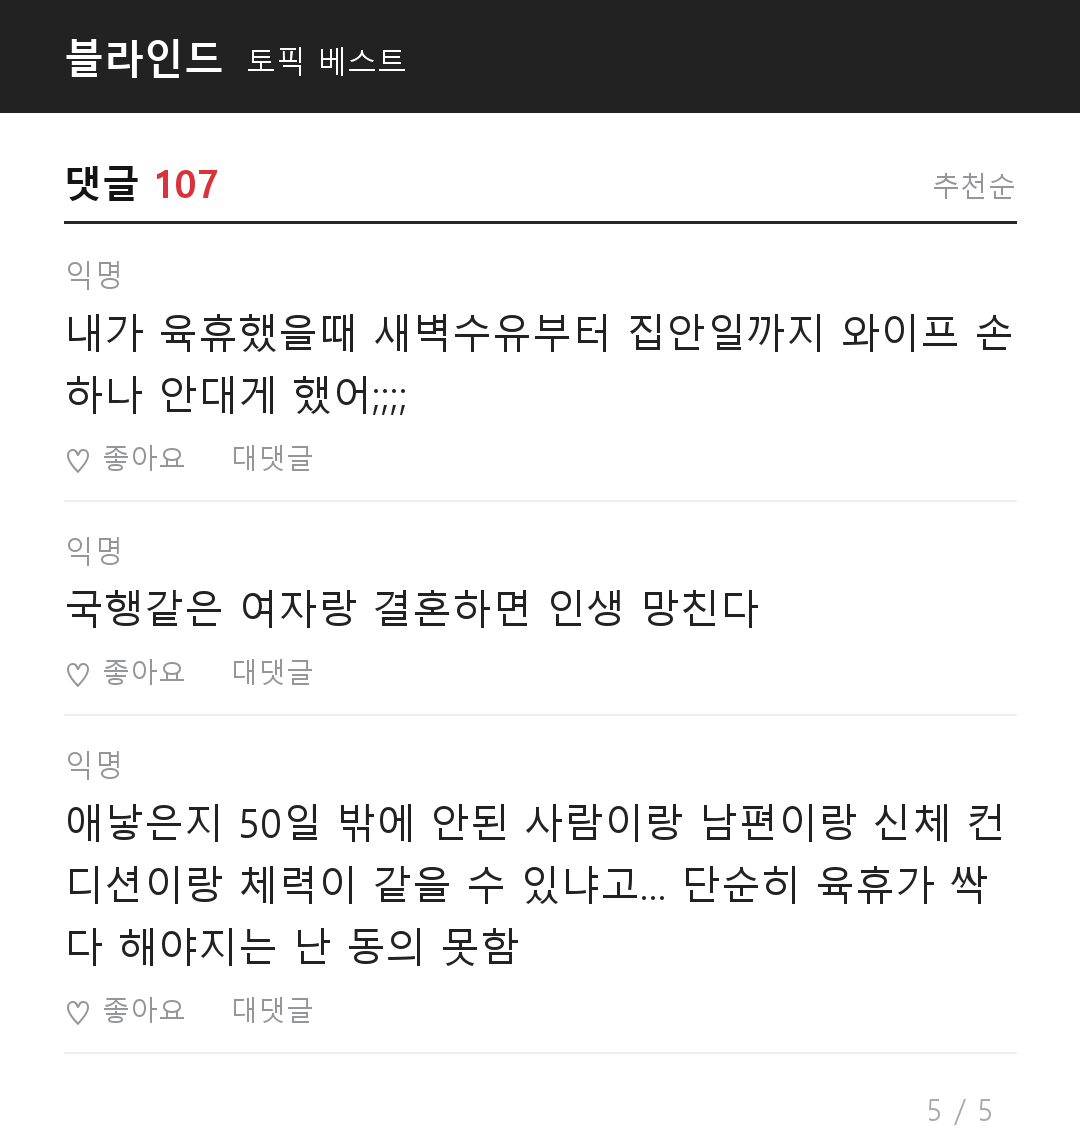 블라인드 토픽 베스트
댓글 107 추천순
익명
내가 육휴했을때 새벽수유부터 집안일까지 와이프 손
하나 안대게 했어;;;;
♡ 좋아요 대댓글
익명
국행같은 여자랑 결혼하면 인생 망친다
♡ 좋아요 대댓글
익명
애낳은지 50일 밖에 안된 사람이랑 남편이랑 신체 컨
디션이랑 체력이 같을 수 있냐고... 단순히 육휴가 싹
다 해야지는 난 동의 못함
♡ 좋아요 대댓글
5 / 5